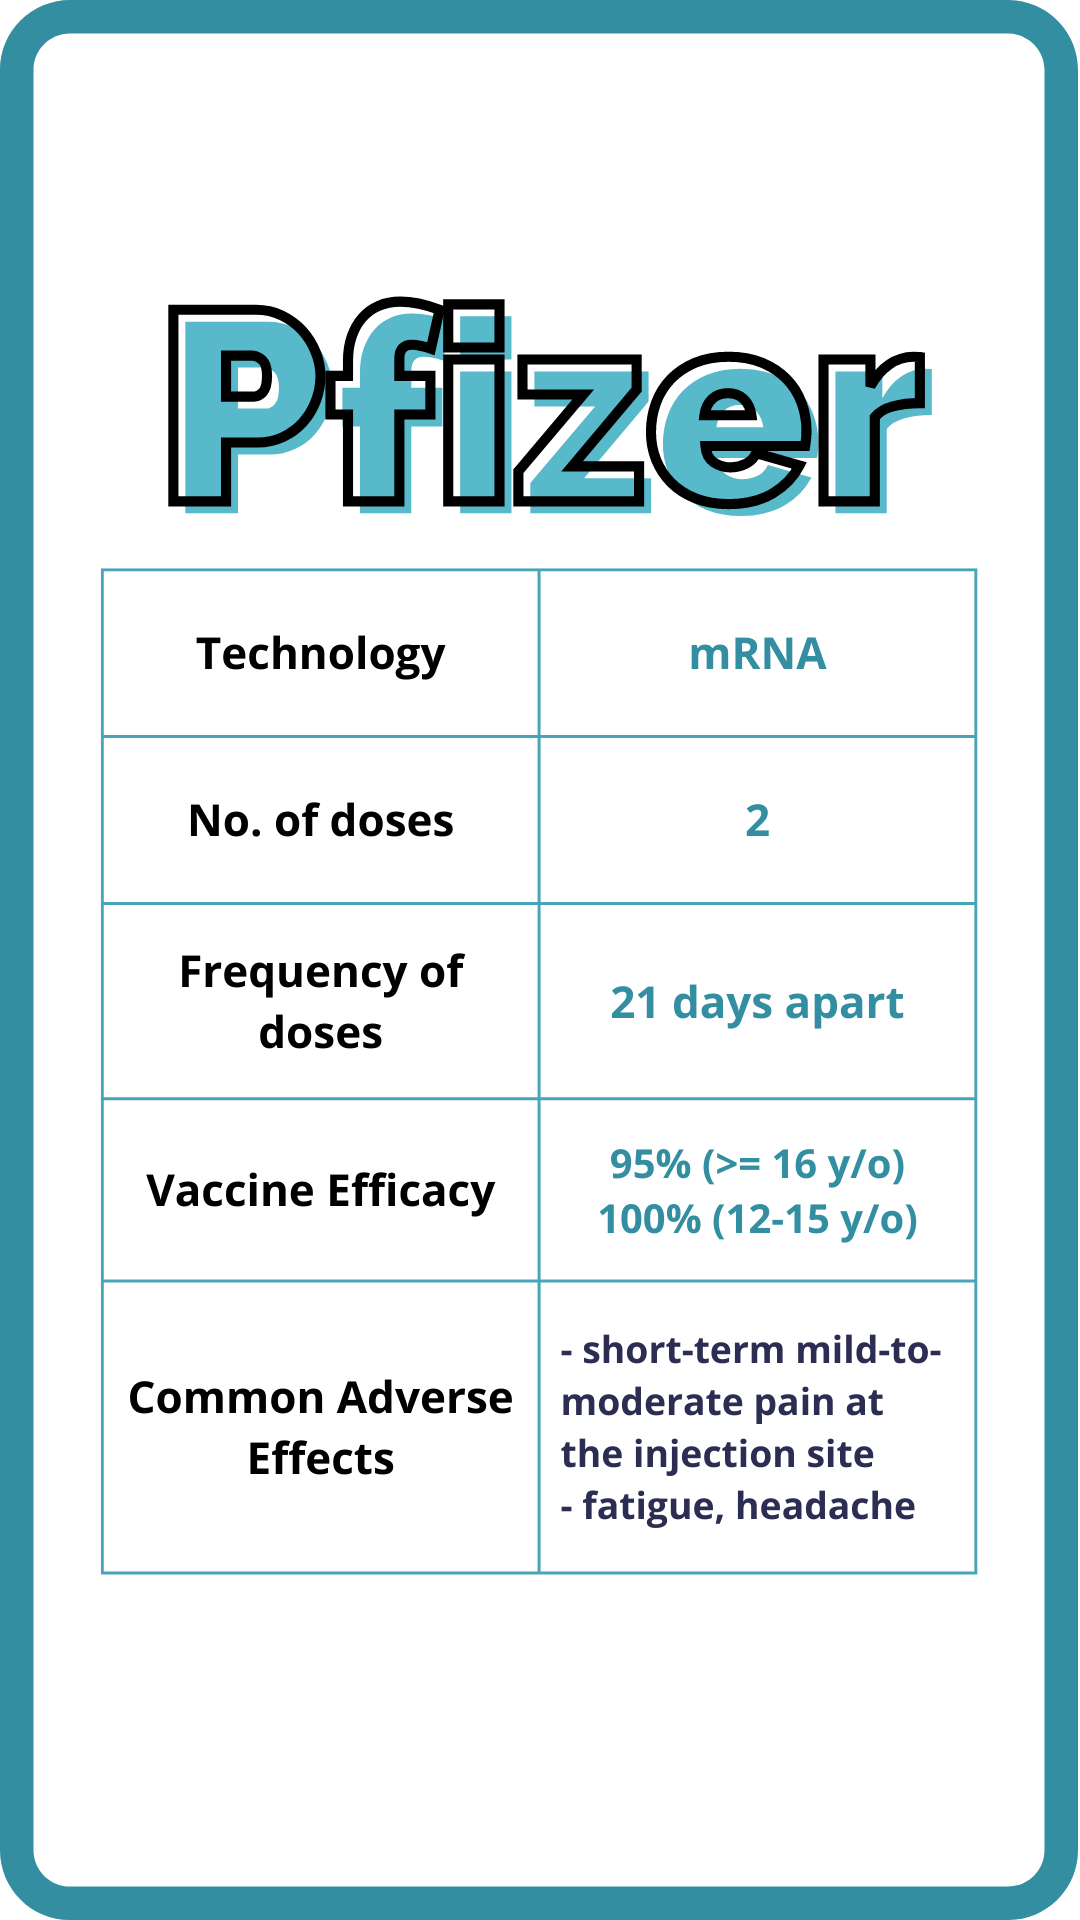 Pfizer
Technology
mRNA
No. of doses
2
Frequency of
doses
21 days apart
Vaccine Efficacy
95% (>= 16 y/o)
100% (12-15 y/o)
Common Adverse
Effects
- short-term mild-to-
moderate pain at
the injection site
- fatigue, headache